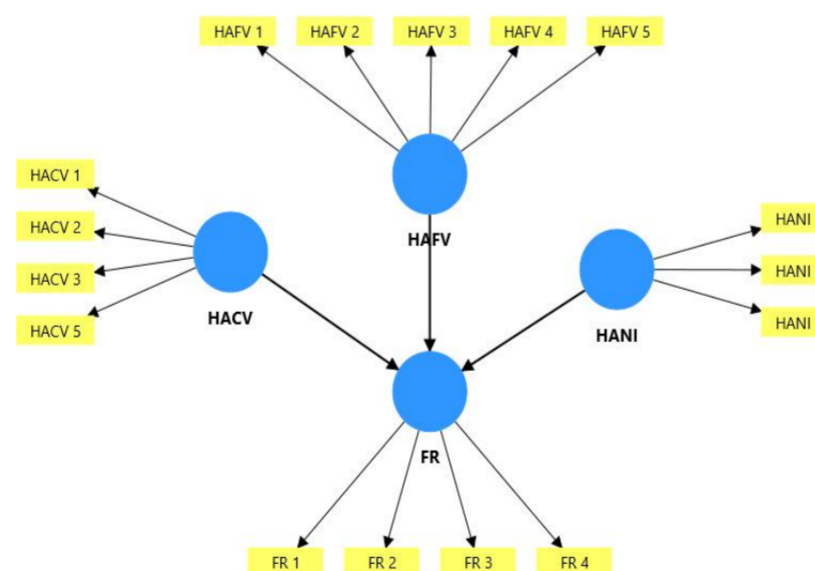 HAFV 1
HAFV 2
HAFV 3
HAFV 4
HAFV 5
HACV 1
HACV 2
HACV 3
HACV 5
HACV
HAFV
HANI
HANI
HANI
HANI
FR
FR 1
FR 2
FR 3
FR 4